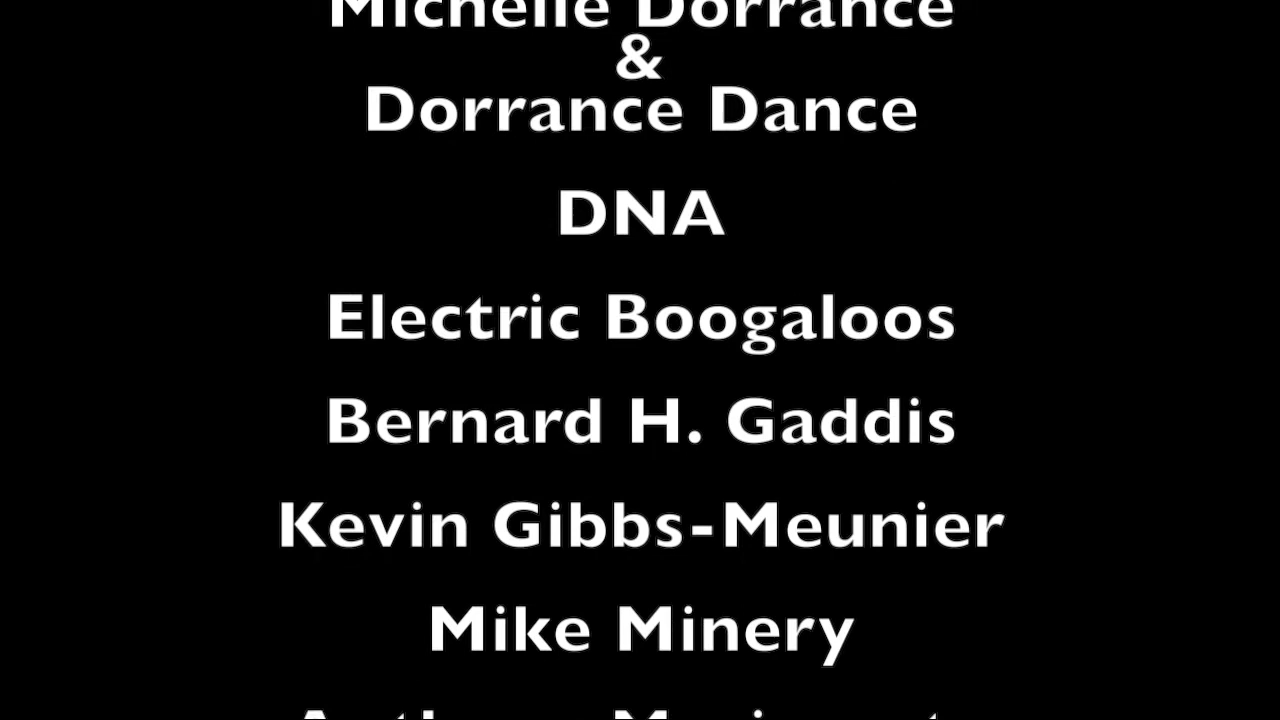 Michelle Dorrance
&
Dorrance Dance
DNA
Electric Boogaloos
Bernard H. Gaddis
Kevin Gibbs-Meunier
Mike Minery